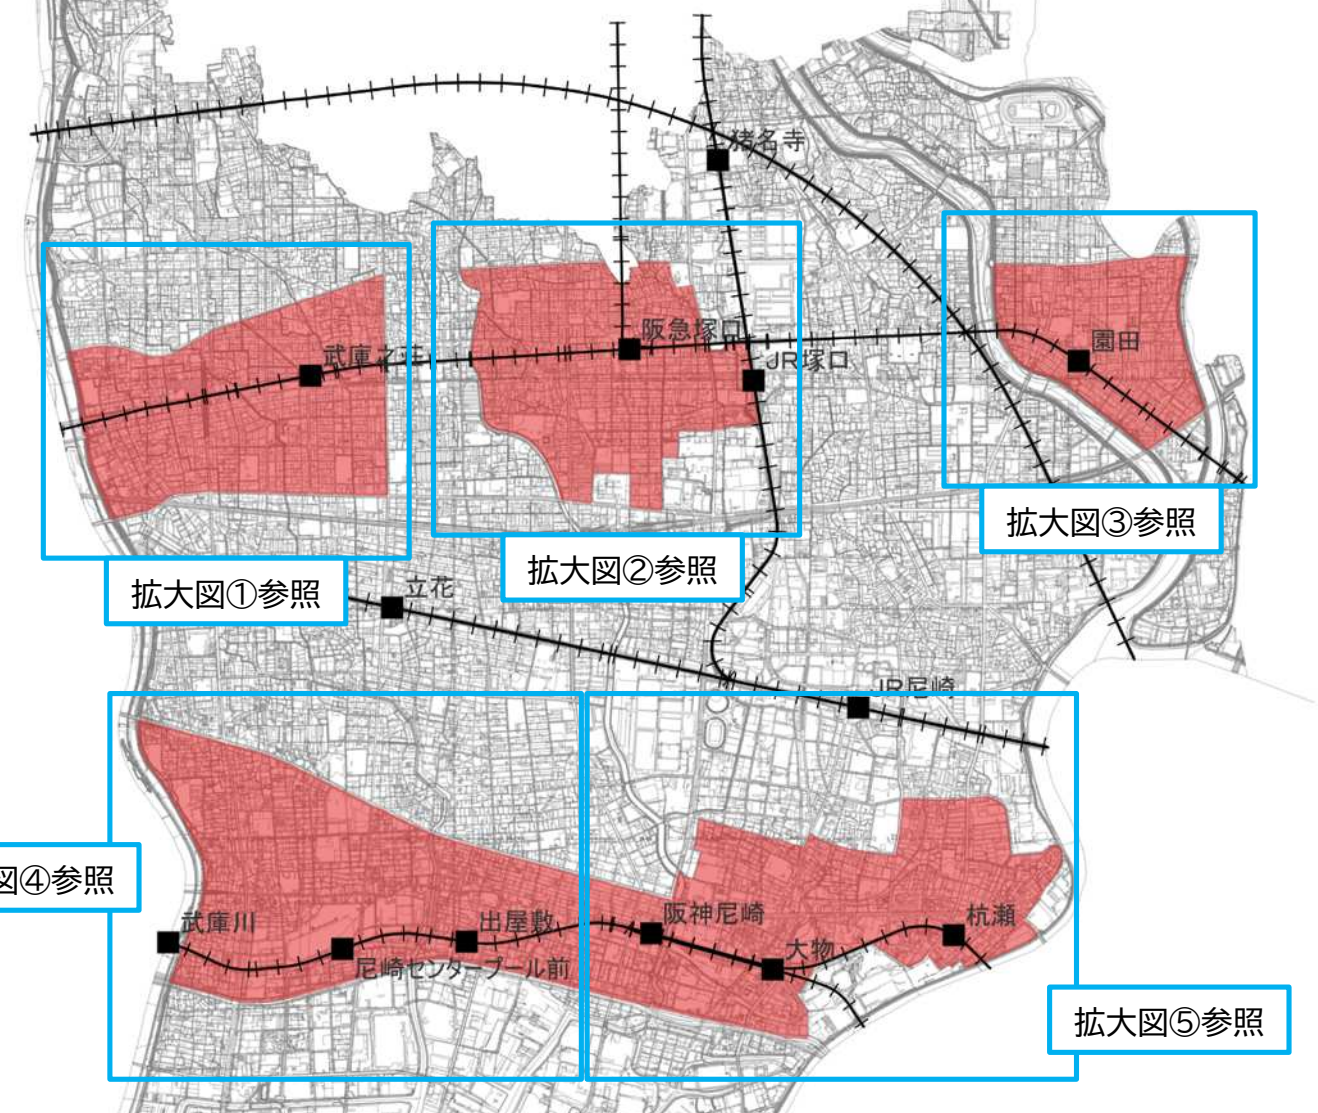 猪名寺
阪急塚口
園田
武庫之荘
JR塚口
拡大図③参照
拡大図②参照
拡大図①参照
立花
JR尼崎
図④参照
武庫川
出屋敷
阪神尼崎
杭瀬
大物
尼崎センタープール前
拡大図⑤参照